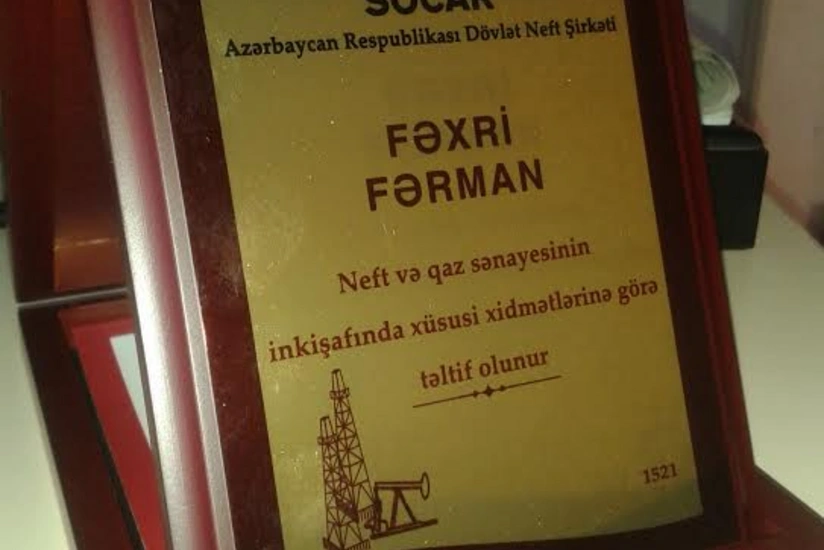 SOCAR
Azərbaycan Respublikası Dövlət Neft Şirkəti
FƏXRİ
FƏRMAN
Neft və qaz sənayesinin
inkişafında xüsusi xidmətlərinə görə
təltif olunur
1521